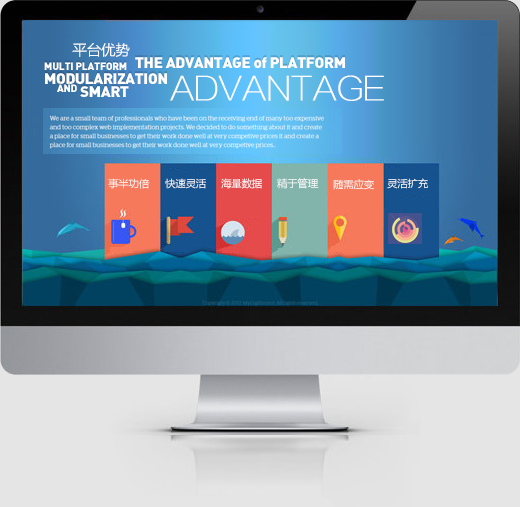 平台优势
MULTI PLATFORM
MODULARIZATION
AND SMART
THE ADVANTAGE of PLATFORM
ADVANTAGE
We are a small team of professionals who have been on the receiving end of many too expensive
and too complex web implementation projects. We decided to do something about it and create
a place for small businesses to get their work done well at very competive prices it and create a
place for small businesses to get their work done well at very competive prices.
事半功倍
快速灵活
海量数据
精于管理
随需应变
灵活扩充